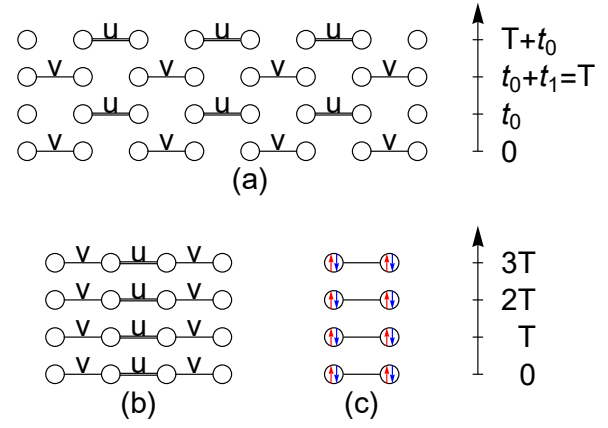 u u u T+t0
v v v v t0+t1=T
u u u t0
v v v v 0
(a)
v u v 3T
v u v 2T
v u v T
v u v 0
(b) (c)